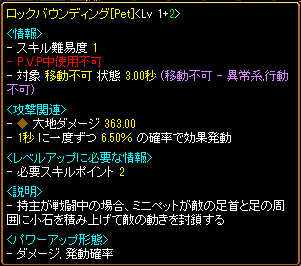 ロックバウンディング[Pet]<Lv 1+2>
<情報>
- スキル難易度 1
- P.V.P中使用不可
- 対象 移動不可 状態 3.00秒 (移動不可 - 異常系,行動
不可)
<攻撃関連>
- 大地ダメージ 363.00
- 1秒 に一度ずつ 6.50% の確率で効果発動
<レベルアップに必要な情報>
- 必要スキルポイント 2
<説明>
- 持主が戦闘中の場合、ミニペットが敵の足首と足の周
囲に小石を積み上げて敵の動きを封鎖する
<パワーアップ形態>
- ダメージ, 発動確率